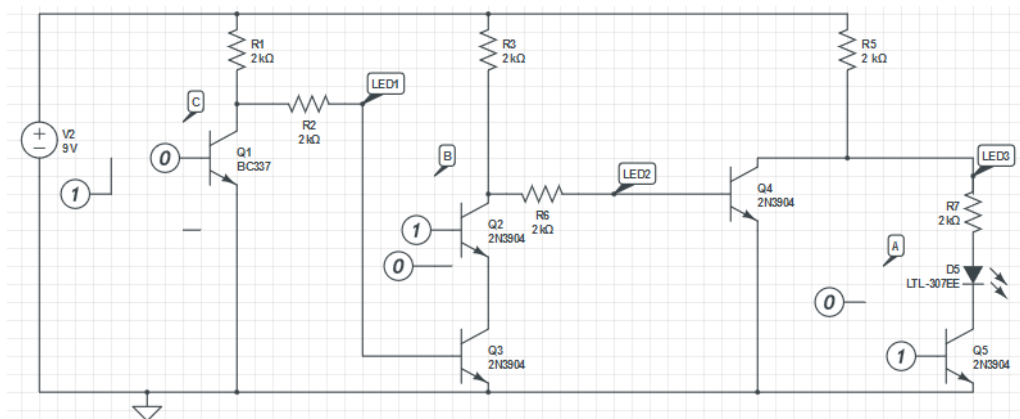 R1
2 kΩ
C
R2
2 kΩ
LED1
V2
9 V
+
−
1
0
Q1
BC337
R3
2 kΩ
B
1
0
Q2
2N3904
R6
2 kΩ
LED2
Q3
2N3904
Q4
2N3904
R5
2 kΩ
LED3
R7
2 kΩ
A
D5
LTL-307EE
0
1
Q5
2N3904